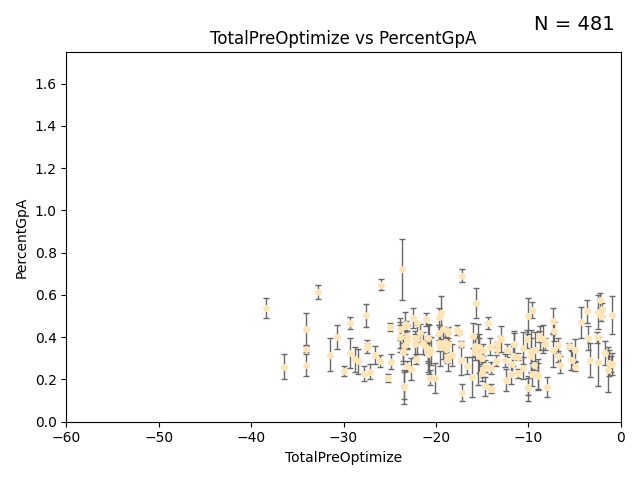 N = 481
TotalPreOptimize vs PercentGpA
PercentGpA
1.6
1.4
1.2
1.0
0.8
0.6
0.4
0.2
0.0
−60 −50 −40 −30 −20 −10 0
TotalPreOptimize